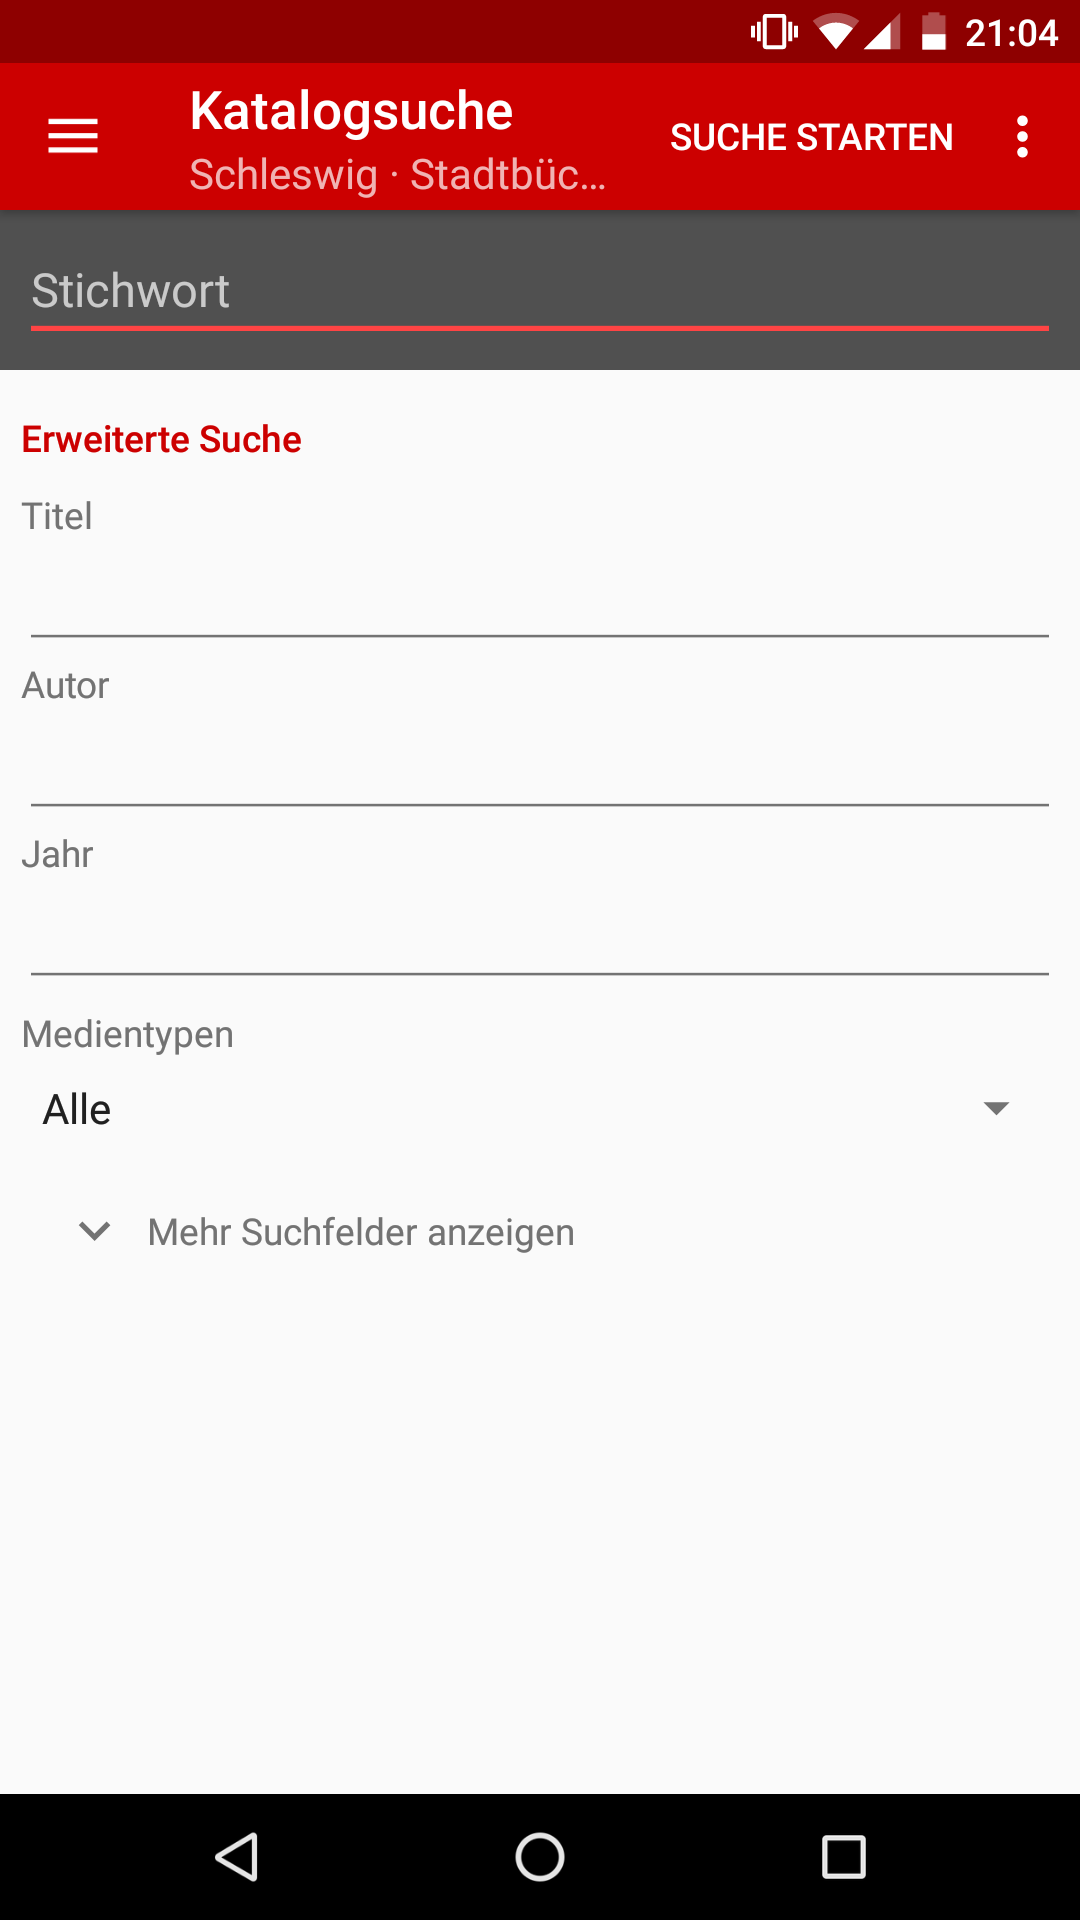 21:04
Katalogsuche
Schleswig · Stadtbüc...
SUCHE STARTEN
Stichwort
Erweiterte Suche
Titel
Autor
Jahr
Medientypen
Alle
Mehr Suchfelder anzeigen